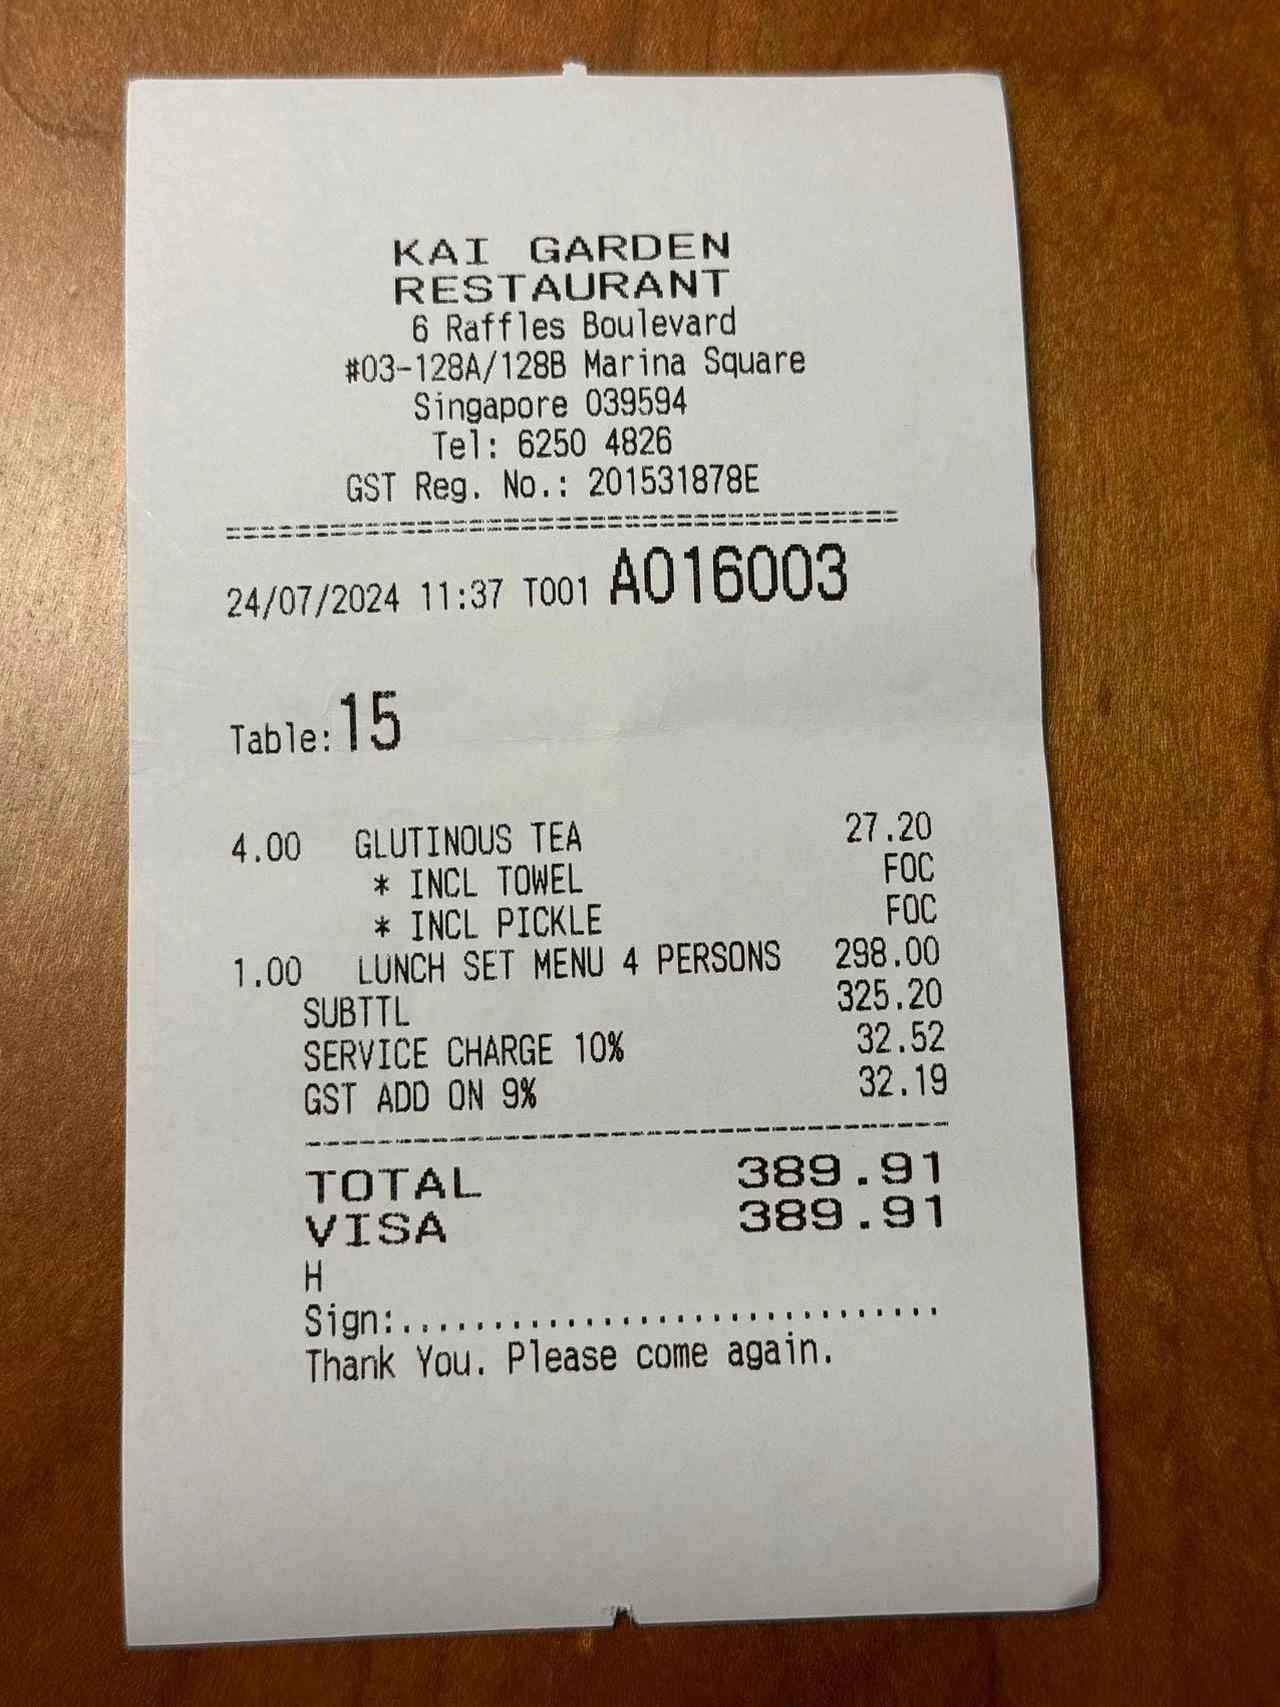 KAI GARDEN
RESTAURANT
6 Raffles Boulevard
#03-128A/128B Marina Square
Singapore 039594
Tel: 6250 4826
GST Reg. No.: 201531878E
24/07/2024 11:37 T001 A016003
Table:15
4.00 GLUTINOUS TEA 27.20
* INCL TOWEL FOC
* INCL PICKLE FOC
1.00 LUNCH SET MENU 4 PERSONS 298.00
SUBTTL 325.20
SERVICE CHARGE 10% 32.52
GST ADD ON 9% 32.19
TOTAL 389.91
VISA 389.91
H
Sign:..............................
Thank You. Please come again.